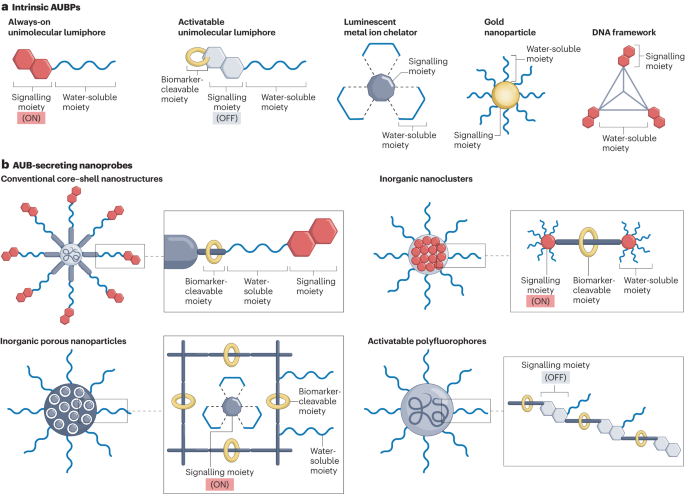 a Intrinsic AUBPs
Always-on
unimolecular lumiphore
Signalling
moiety
(ON)
Water-soluble
moiety
Activatable
unimolecular lumiphore
Biomarker-
cleavable
moiety
Signalling
moiety
(OFF)
Water-soluble
moiety
Luminescent
metal ion chelator
Signalling
moiety
Water-soluble
moiety
Gold
nanoparticle
Water-soluble
moiety
Signalling
moiety
DNA framework
Signalling
moiety
Water-soluble
moiety
b AUB-secreting nanoprobes
Conventional core–shell nanostructures
Biomarker-
cleavable
moiety
Water-
soluble
moiety
Signalling
moiety
Inorganic nanoclusters
Signalling
moiety
(ON)
Biomarker-
cleavable
moiety
Water-soluble
moiety
Inorganic porous nanoparticles
Biomarker-
cleavable
moiety
Water-
soluble
moiety
Signalling moiety
(ON)
Activatable polyfluorophores
Signalling moiety
(OFF)